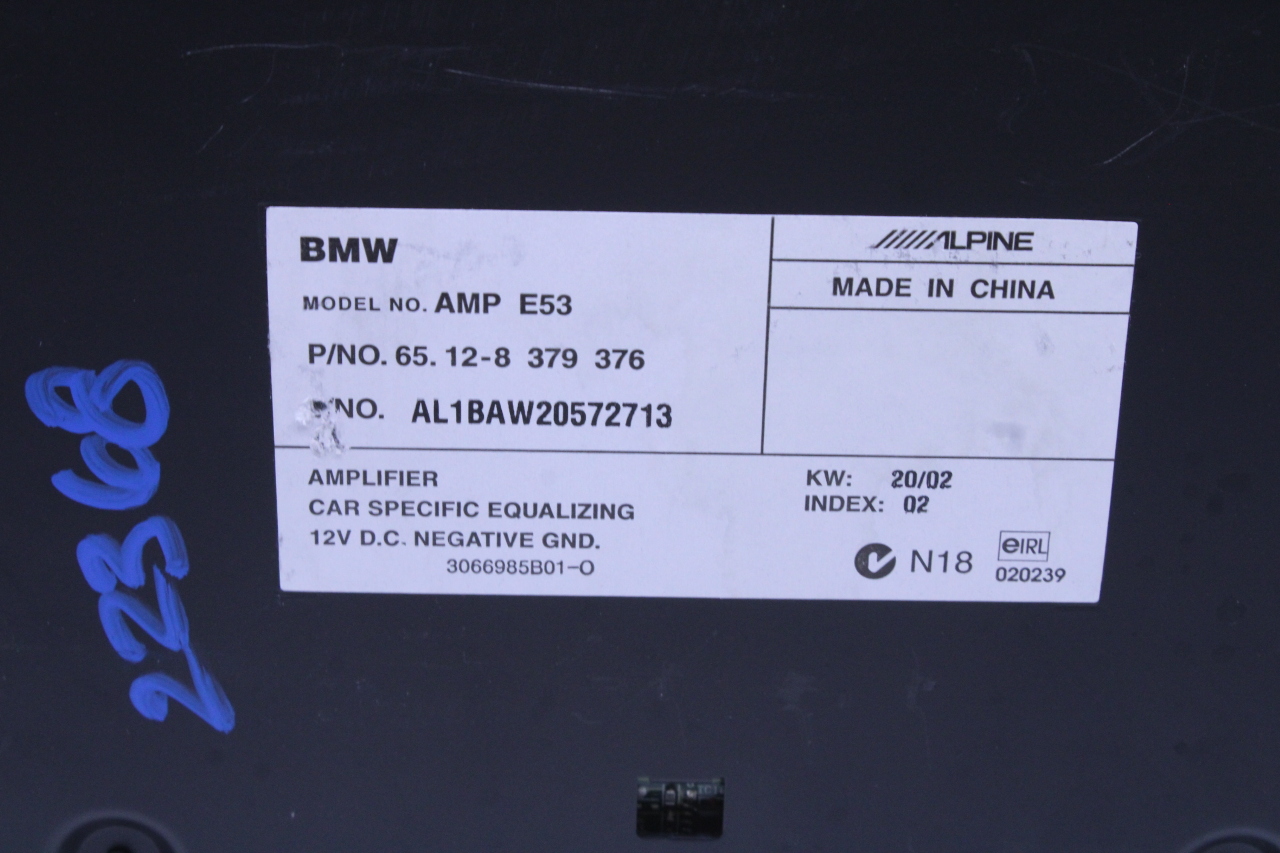 BMW
MODEL NO. AMP E53
P/NO. 65. 12-8 379 376
NO. AL1BAW20572713
ALPINE
MADE IN CHINA
AMPLIFIER
CAR SPECIFIC EQUALIZING
12V D.C. NEGATIVE GND.
3066985B01-O
KW: 20/02
INDEX: 02
N18
eIRL
020239
2368